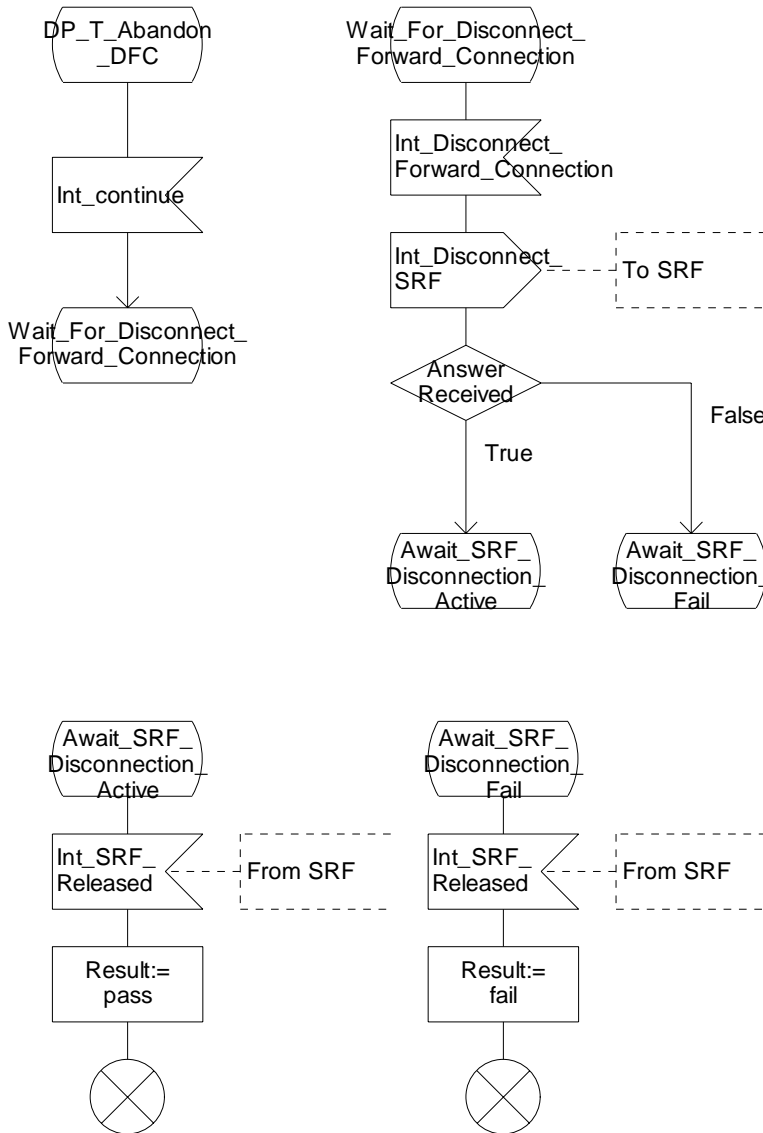 DP_T_Abandon
_DFC
Int_continue
Wait_For_Disconnect_
Forward_Connection
Wait_For_Disconnect_
Forward_Connection
Int_Disconnect_
Forward_Connection
Int_Disconnect_
SRF
To SRF
Answer
Received
True
False
Await_SRF_
Disconnection_
Active
Await_SRF_
Disconnection_
Fail
Await_SRF_
Disconnection_
Active
Int_SRF_
Released
From SRF
Result:=
pass
Await_SRF_
Disconnection_
Fail
Int_SRF_
Released
From SRF
Result:=
fail